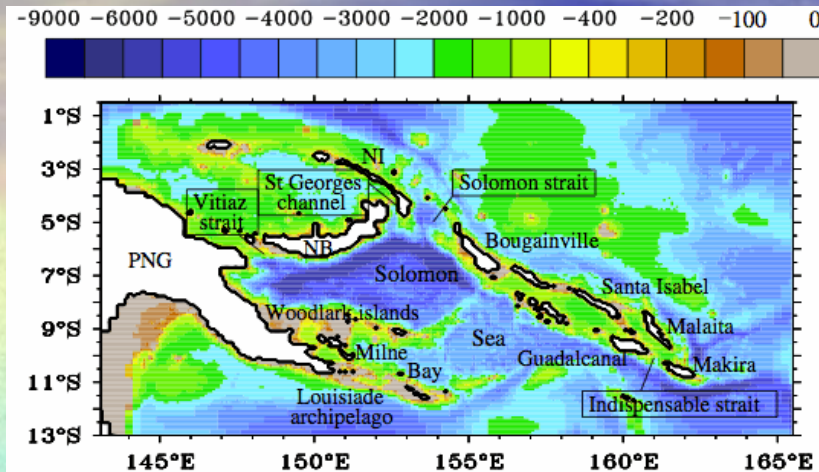 -9000 -6000 -5000 -4000 -3000 -2000 -1000 -400 -200 -100 0
1°S
3°S
5°S
7°S
9°S
11°S
13°S
NI
St Georges
channel
Solomon strait
Vitiaz
strait
NB
Bougainville
PNG
Solomon
Santa Isabel
Woodlark islands
Malaita
Sea
Milne
Guadalcanal
Bay
Makira
Louisiade
archipelago
Indispensable strait
145°E 150°E 155°E 160°E 165°E